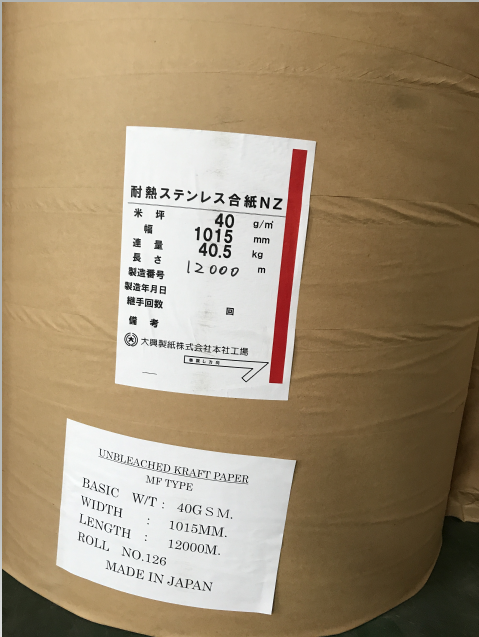 耐熱ステンレス合紙NZ
米坪 40 g/㎡
幅 1015 mm
連量 40.5 kg
長さ 12000 m
製造番号
製造年月日
継手回数 回
備考
大興製紙株式会社本社工場
UNBLEACHED KRAFT PAPER
MF TYPE
BASIC W/T : 40GSM.
WIDTH : 1015MM.
LENGTH : 12000M.
ROLL NO.126
MADE IN JAPAN